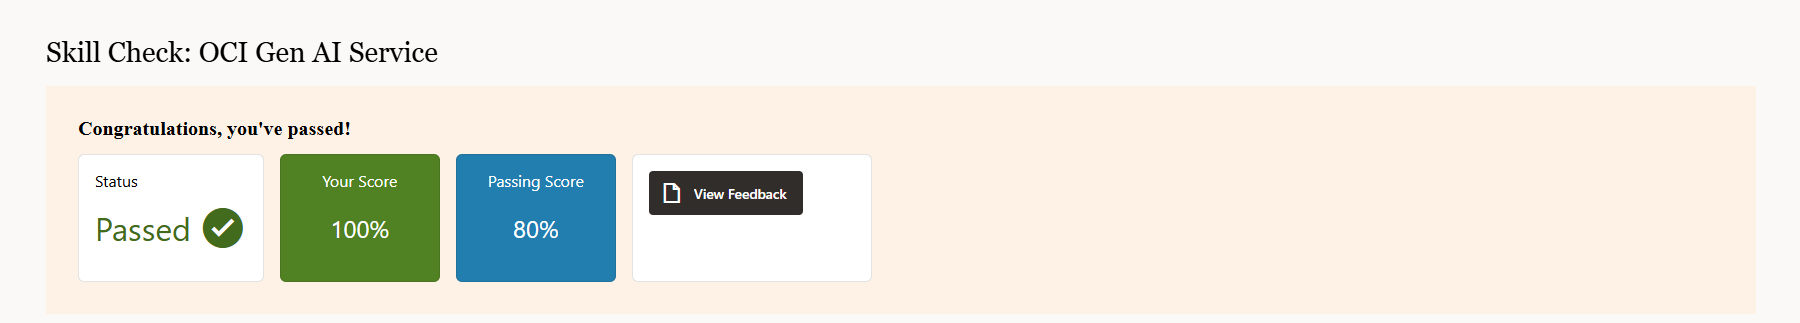 Skill Check: OCI Gen AI Service
Congratulations, you've passed!
Status
Passed
Your Score
100%
Passing Score
80%
View Feedback